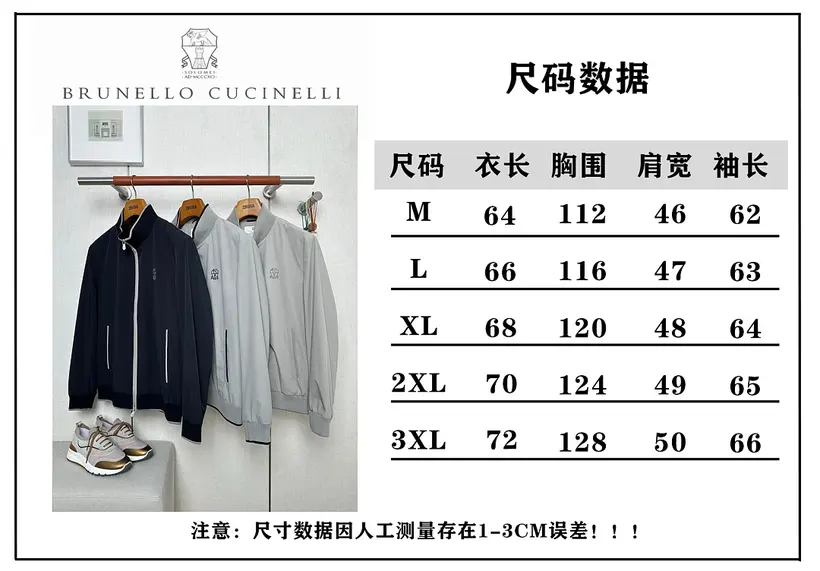 SOLOMEI
AD·MCCCXCI
BRUNELLO CUCINELLI
尺码数据
尺码 衣长 胸围 肩宽 袖长
M 64 112 46 62
L 66 116 47 63
XL 68 120 48 64
2XL 70 124 49 65
3XL 72 128 50 66
注意：尺寸数据因人工测量存在1-3CM误差！！！